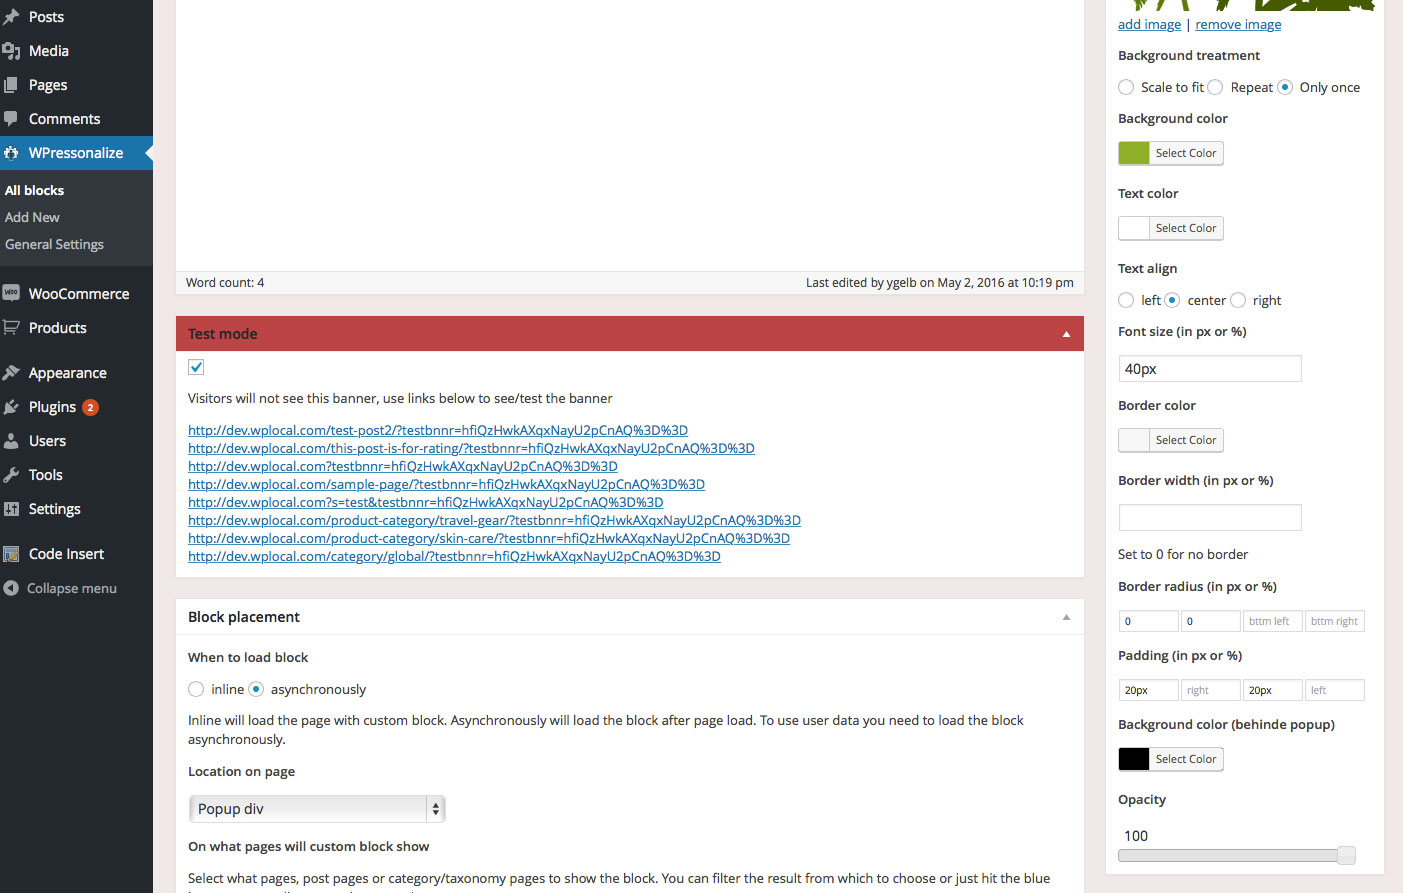 Posts
Media
Pages
Comments
WPressonalize
All blocks
Add New
General Settings
WooCommerce
Products
Appearance
Plugins 2
Users
Tools
Settings
Code Insert
Collapse menu
Word count: 4
Last edited by ygelb on May 2, 2016 at 10:19 pm
Test mode
Visitors will not see this banner, use links below to see/test the banner
http://dev.wplocal.com/test-post2/?testbnnr=hfiQzHwkAXqxNayU2pCnAQ%3D%3D
http://dev.wplocal.com/this-post-is-for-rating/?testbnnr=hfiQzHwkAXqxNayU2pCnAQ%3D%3D
http://dev.wplocal.com?testbnnr=hfiQzHwkAXqxNayU2pCnAQ%3D%3D
http://dev.wplocal.com/sample-page/?testbnnr=hfiQzHwkAXqxNayU2pCnAQ%3D%3D
http://dev.wplocal.com?s=test&testbnnr=hfiQzHwkAXqxNayU2pCnAQ%3D%3D
http://dev.wplocal.com/product-category/travel-gear/?testbnnr=hfiQzHwkAXqxNayU2pCnAQ%3D%3D
http://dev.wplocal.com/product-category/skin-care/?testbnnr=hfiQzHwkAXqxNayU2pCnAQ%3D%3D
http://dev.wplocal.com/category/global/?testbnnr=hfiQzHwkAXqxNayU2pCnAQ%3D%3D
Block placement
When to load block
inline asynchronously
Inline will load the page with custom block. Asynchronously will load the block after page load. To use user data you need to load the block
asynchronously.
Location on page
Popup div
On what pages will custom block show
Select what pages, post pages or category/taxonomy pages to show the block. You can filter the result from which to choose or just hit the blue
add image | remove image
Background treatment
Scale to fit Repeat Only once
Background color
Select Color
Text color
Select Color
Text align
left center right
Font size (in px or %)
40px
Border color
Select Color
Border width (in px or %)
Set to 0 for no border
Border radius (in px or %)
0 0 bttm left bttm right
Padding (in px or %)
20px right 20px left
Background color (behinde popup)
Select Color
Opacity
100